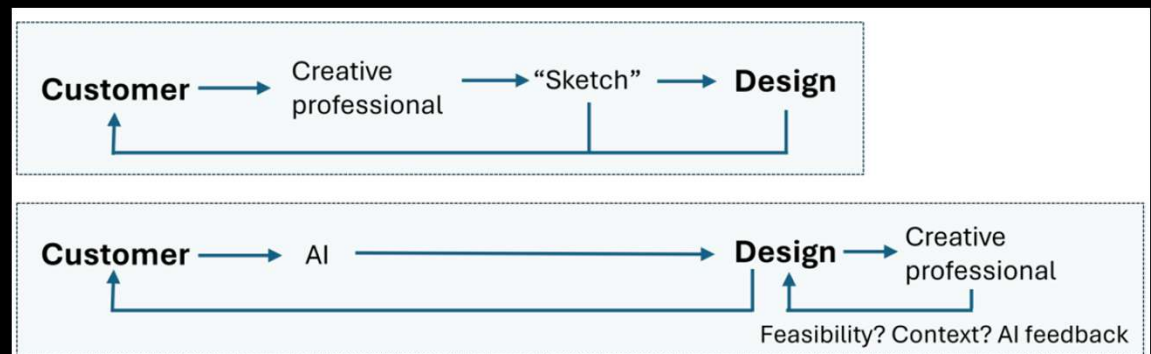 Customer
Creative
professional
“Sketch”
Design
Customer
AI
Design
Creative
professional
Feasibility? Context? AI feedback